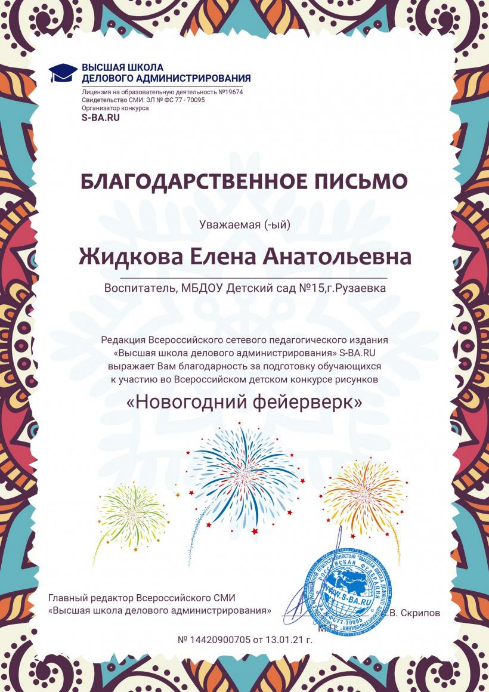 ВЫСШАЯ ШКОЛА
ДЕЛОВОГО АДМИНИСТРИРОВАНИЯ
Лицензия на образовательную деятельность №19674
Свидетельство СМИ: ЭЛ № ФС 77 - 70095
Организатор конкурса
S-BA.RU
БЛАГОДАРСТВЕННОЕ ПИСЬМО
Уважаемая (-ый)
Жидкова Елена Анатольевна
Воспитатель, МБДОУ Детский сад №15,г.Рузаевка
Редакция Всероссийского сетевого педагогического издания
«Высшая школа делового администрирования» S-BA.RU
выражает Вам благодарность за подготовку обучающихся
к участию во Всероссийском детском конкурсе рисунков
«Новогодний фейерверк»
WWW.S-BA.RU
Главный редактор Всероссийского СМИ
«Высшая школа делового администрирования»
В. Скрипов
№ 14420900705 от 13.01.21 г.